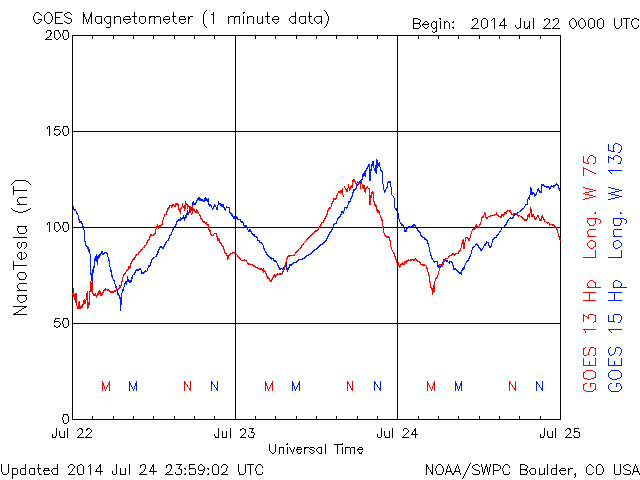 GOES Magnetometer (1 minute data)
Begin: 2014 Jul 22 0000 UTC
200
150
100
50
0
NanoTesla (nT)
M M N N M M N N M M N N
Jul 22 Jul 23 Jul 24 Jul 25
Universal Time
GOES 13 Hp Long. W 75
GOES 15 Hp Long. W 135
Updated 2014 Jul 24 23:59:02 UTC
NOAA/SWPC Boulder, CO USA